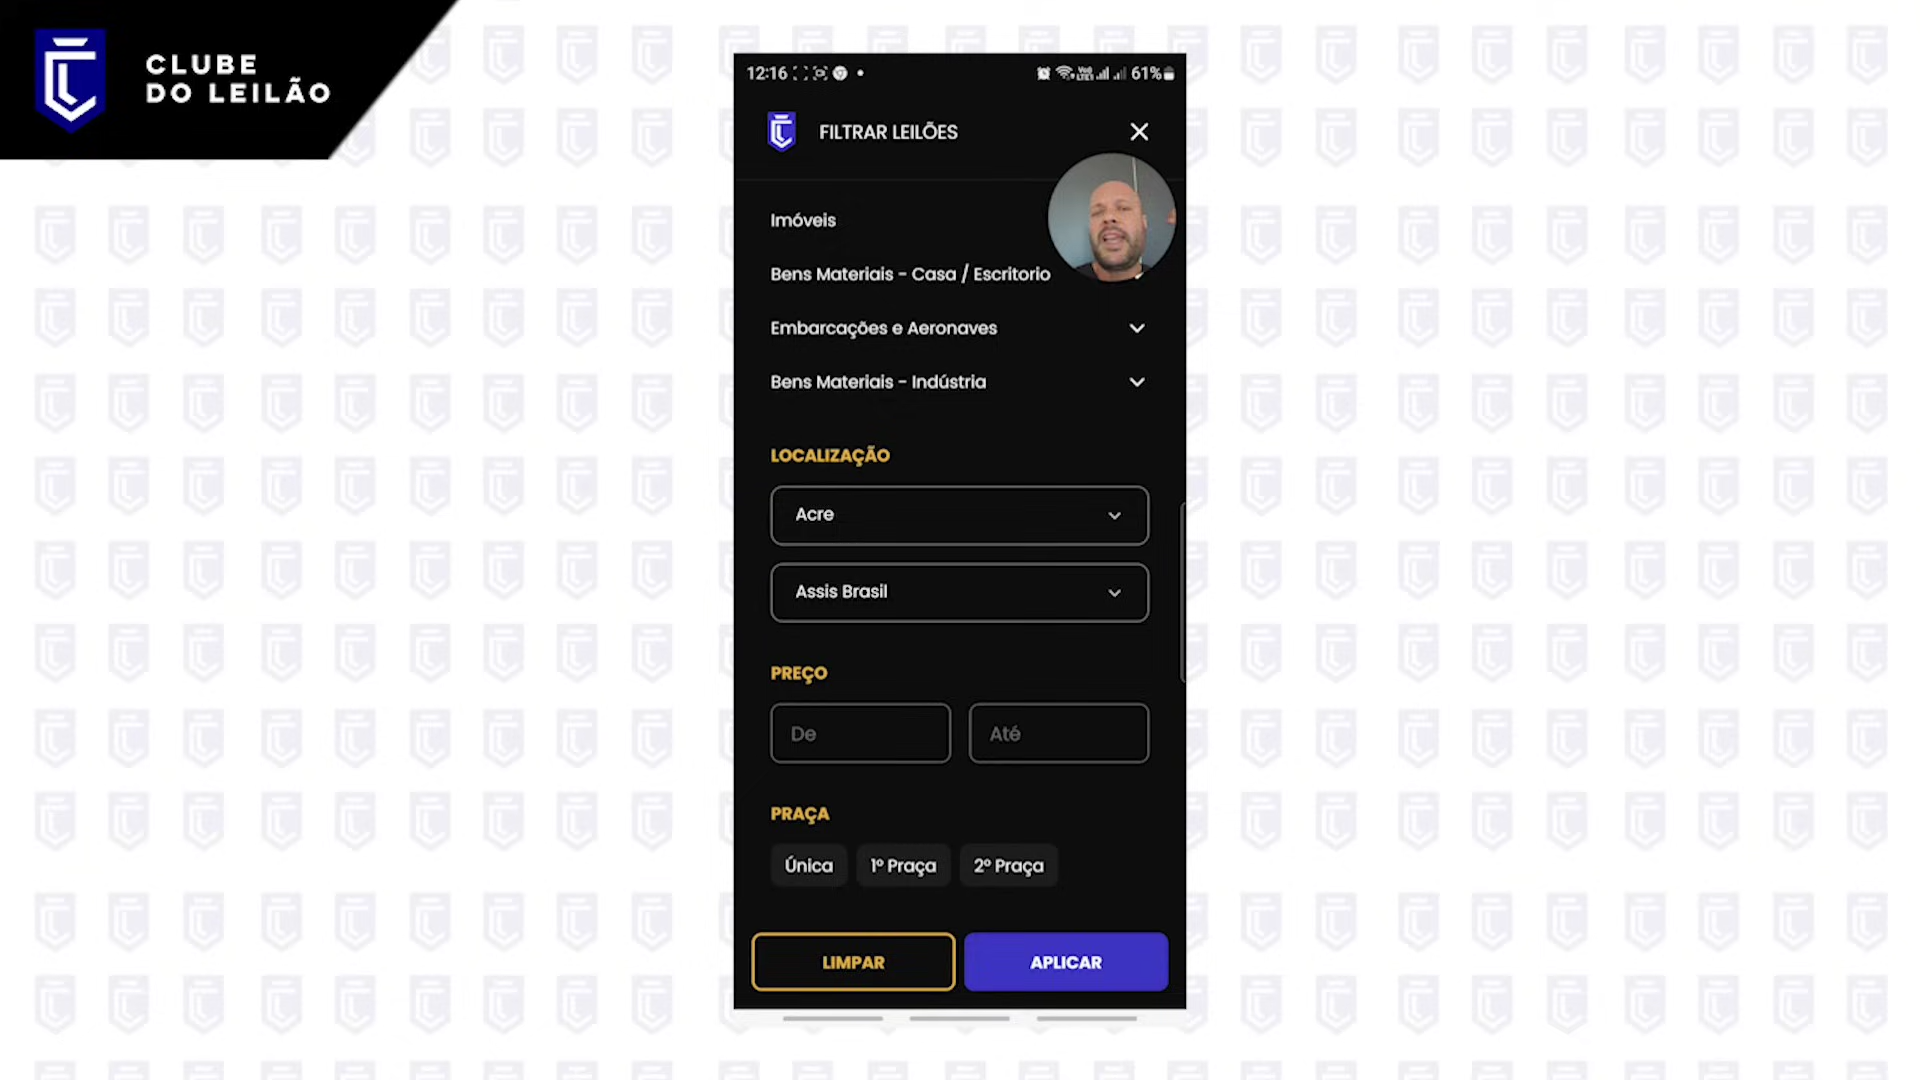 CLUBE
DO LEILÃO
12:16
61%
FILTRAR LEILÕES
Imóveis
Bens Materiais - Casa / Escritorio
Embarcações e Aeronaves
Bens Materiais - Indústria
LOCALIZAÇÃO
Acre
Assis Brasil
PREÇO
De
Até
PRAÇA
Única
1º Praça
2º Praça
LIMPAR
APLICAR